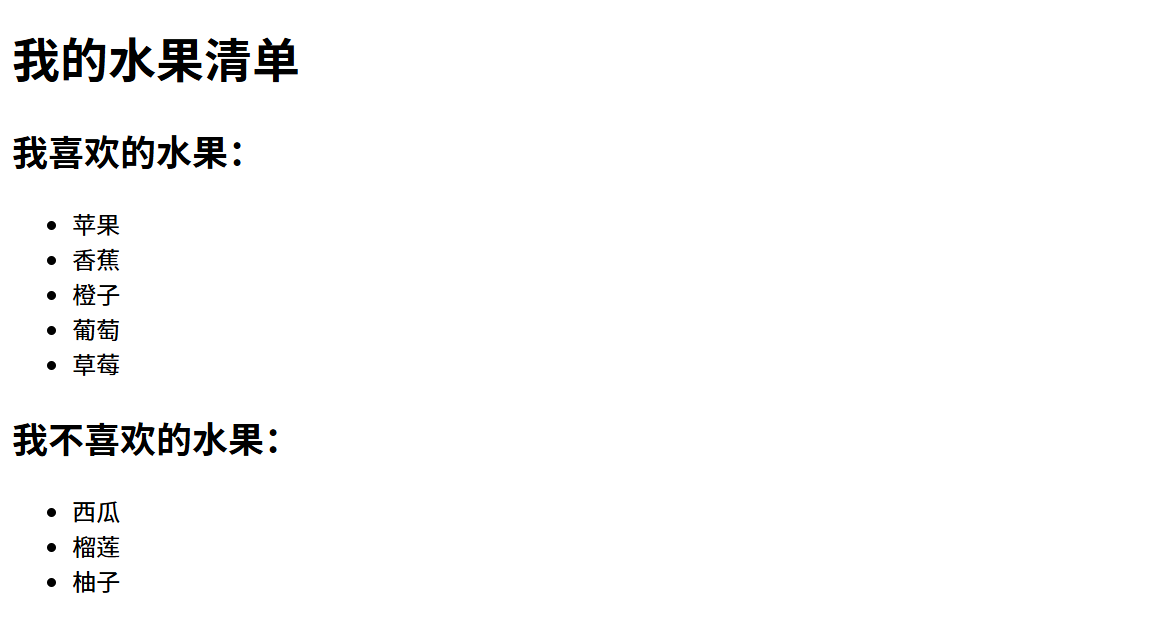 我的水果清单
我喜欢的水果：
苹果
香蕉
橙子
葡萄
草莓
我不喜欢的水果：
西瓜
榴莲
柚子